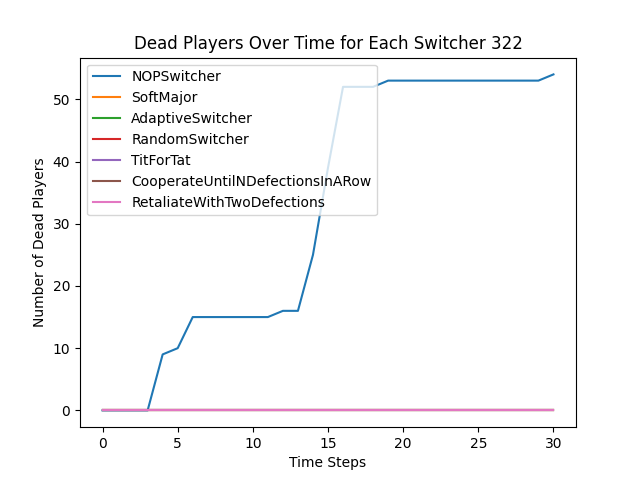 Dead Players Over Time for Each Switcher 322
NOPSwitcher
SoftMajor
AdaptiveSwitcher
RandomSwitcher
TitForTat
CooperateUntilNDefectionsInARow
RetaliateWithTwoDefections
Number of Dead Players
50
40
30
20
10
0
0 5 10 15 20 25 30
Time Steps